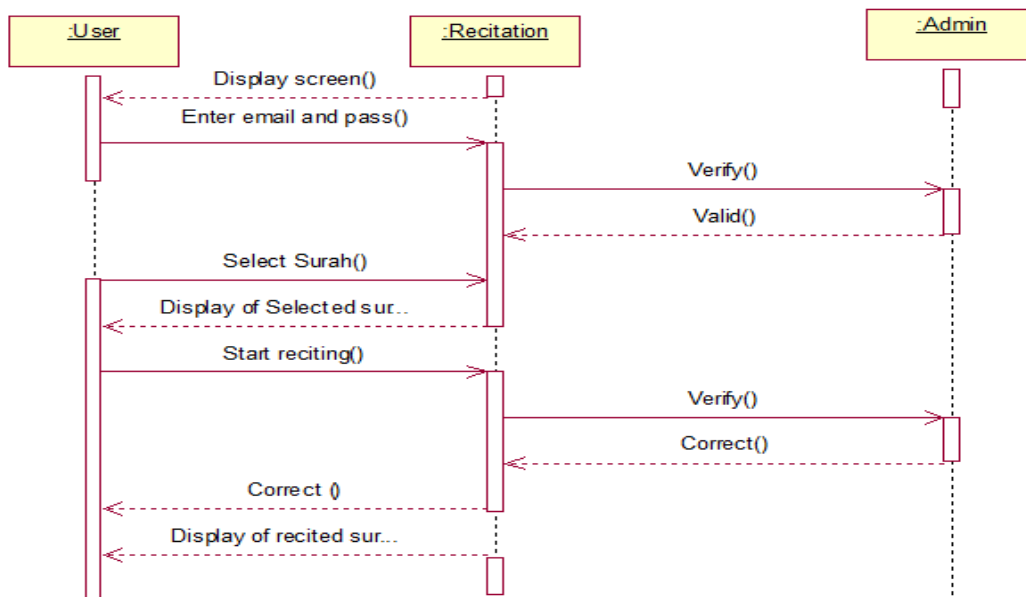 :User
:Recitation
:Admin
Display screen()
Enter email and pass()
Verify()
Valid()
Select Surah()
Display of Selected sur...
Start reciting()
Verify()
Correct()
Correct ()
Display of recited sur...